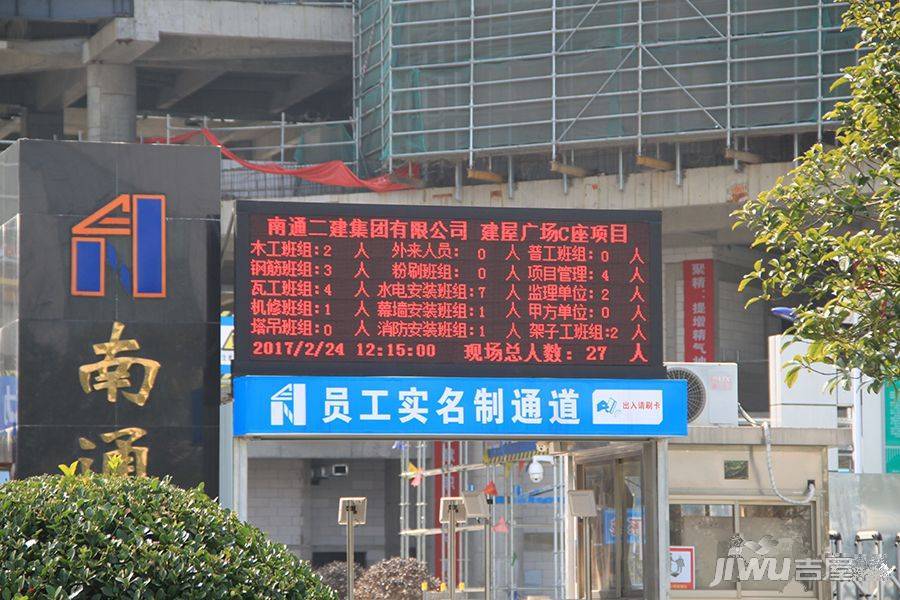 南通二建集团有限公司 建屋广场C座项目
木工班组:2 人 外来人员: 0 人 普工班组:0 人
钢筋班组:3 人 粉刷班组: 0 人 项目管理:4 人
瓦工班组:4 人 水电安装班组:7 人 监理单位:2 人
机修班组:1 人 幕墙安装班组:1 人 甲方单位:0 人
塔吊班组:0 人 消防安装班组:1 人 架子工班组:2 人
2017/2/24 12:15:00 现场总人数: 27 人
员工实名制通道
出入请刷卡
南通
聚精 提增精气
JIWU吉屋